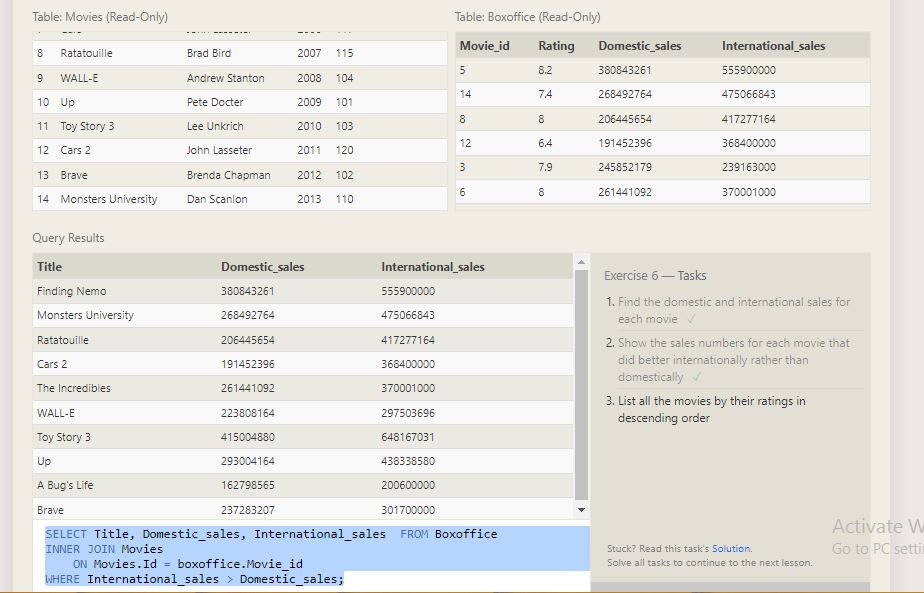 Table: Movies (Read-Only)
8 Ratatouille Brad Bird 2007 115
9 WALL-E Andrew Stanton 2008 104
10 Up Pete Docter 2009 101
11 Toy Story 3 Lee Unkrich 2010 103
12 Cars 2 John Lasseter 2011 120
13 Brave Brenda Chapman 2012 102
14 Monsters University Dan Scanlon 2013 110
Table: Boxoffice (Read-Only)
Movie_id Rating Domestic_sales International_sales
5 8.2 380843261 555900000
14 7.4 268492764 475066843
8 8 206445654 417277164
12 6.4 191452396 368400000
3 7.9 245852179 239163000
6 8 261441092 370001000
Query Results
Title Domestic_sales International_sales
Finding Nemo 380843261 555900000
Monsters University 268492764 475066843
Ratatouille 206445654 417277164
Cars 2 191452396 368400000
The Incredibles 261441092 370001000
WALL-E 223808164 297503696
Toy Story 3 415004880 648167031
Up 293004164 438338580
A Bug's Life 162798565 200600000
Brave 237283207 301700000
SELECT Title, Domestic_sales, International_sales FROM Boxoffice
INNER JOIN Movies
ON Movies.Id = boxoffice.Movie_id
WHERE International_sales > Domestic_sales;
Exercise 6 — Tasks
1. Find the domestic and international sales for
each movie ✓
2. Show the sales numbers for each movie that
did better internationally rather than
domestically ✓
3. List all the movies by their ratings in
descending order
Stuck? Read this task's Solution.
Solve all tasks to continue to the next lesson.
Activate W
Go to PC setti